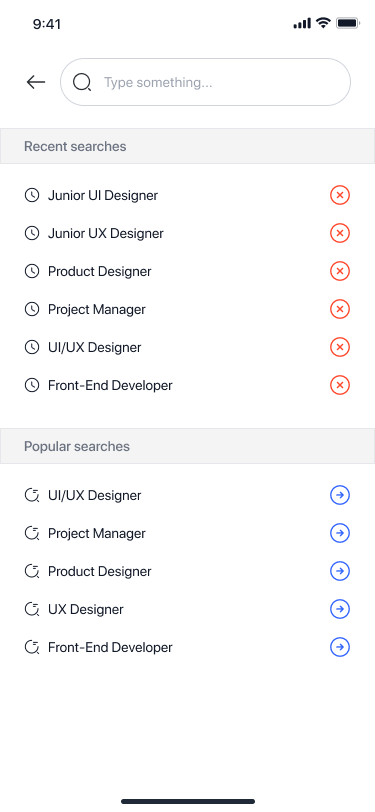 9:41
Type something...
Recent searches
Junior UI Designer
Junior UX Designer
Product Designer
Project Manager
UI/UX Designer
Front-End Developer
Popular searches
UI/UX Designer
Project Manager
Product Designer
UX Designer
Front-End Developer